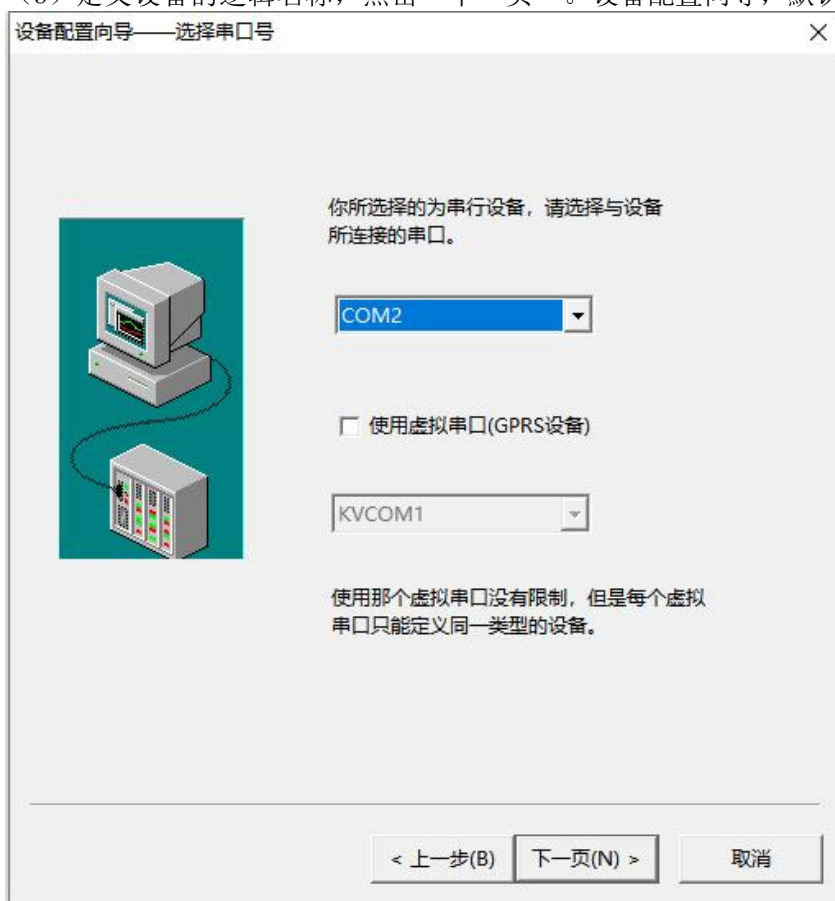 设备配置向导——选择串口号
你所选择的为串行设备，请选择与设备
所连接的串口。
COM2
使用虚拟串口(GPRS设备)
KVCOM1
使用那个虚拟串口没有限制，但是每个虚拟
串口只能定义同一类型的设备。
< 上一步(B)
下一页(N) >
取消